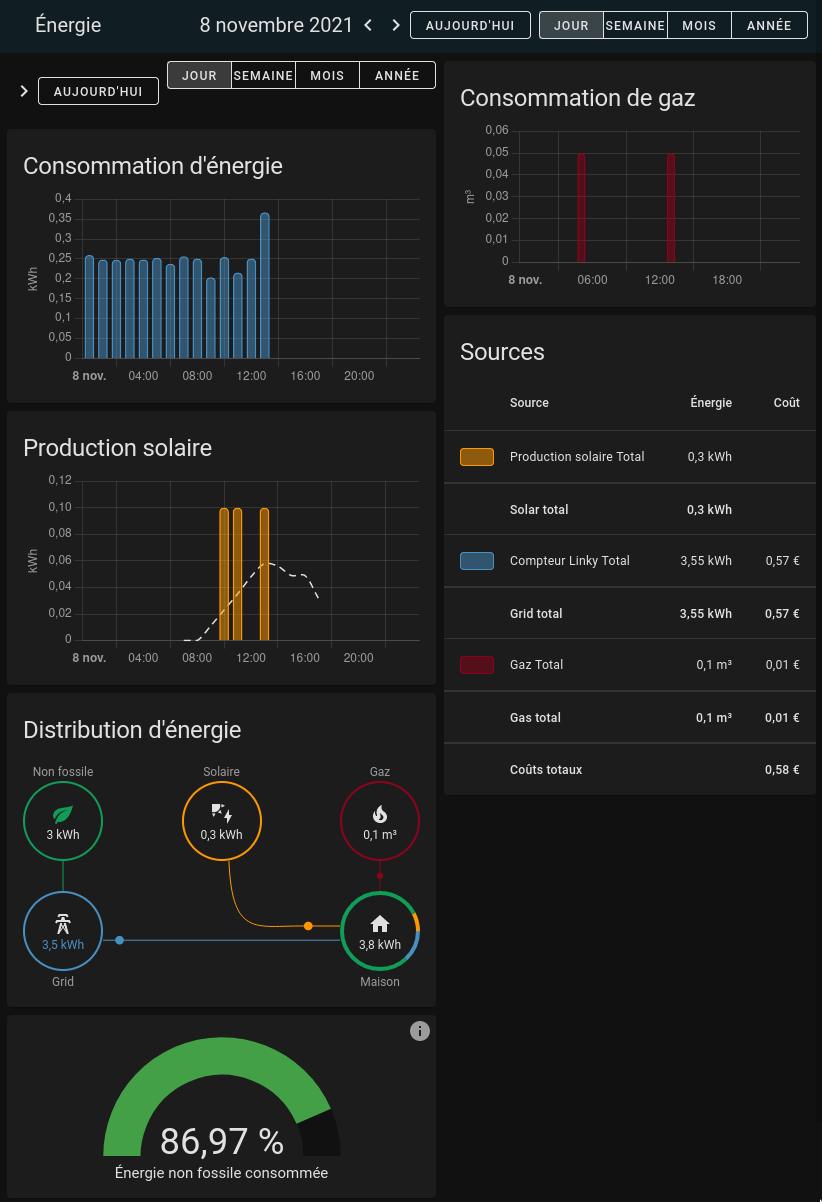 Énergie
8 novembre 2021
AUJOURD'HUI
JOUR SEMAINE MOIS ANNÉE
AUJOURD'HUI
JOUR SEMAINE MOIS ANNÉE
Consommation d'énergie
0,4
0,35
0,3
0,25
0,2
0,15
0,1
0,05
0
kWh
8 nov. 04:00 08:00 12:00 16:00 20:00
Production solaire
0,12
0,10
0,08
0,06
0,04
0,02
0
kWh
8 nov. 04:00 08:00 12:00 16:00 20:00
Distribution d'énergie
Non fossile Solaire Gaz
3 kWh 0,3 kWh 0,1 m³
3,5 kWh 3,8 kWh
Grid Maison
86,97 %
Énergie non fossile consommée
Consommation de gaz
0,06
0,05
0,04
0,03
0,02
0,01
0
m³
8 nov. 06:00 12:00 18:00
Sources
Source Énergie Coût
Production solaire Total 0,3 kWh
Solar total 0,3 kWh
Compteur Linky Total 3,55 kWh 0,57 €
Grid total 3,55 kWh 0,57 €
Gaz Total 0,1 m³ 0,01 €
Gas total 0,1 m³ 0,01 €
Coûts totaux 0,58 €